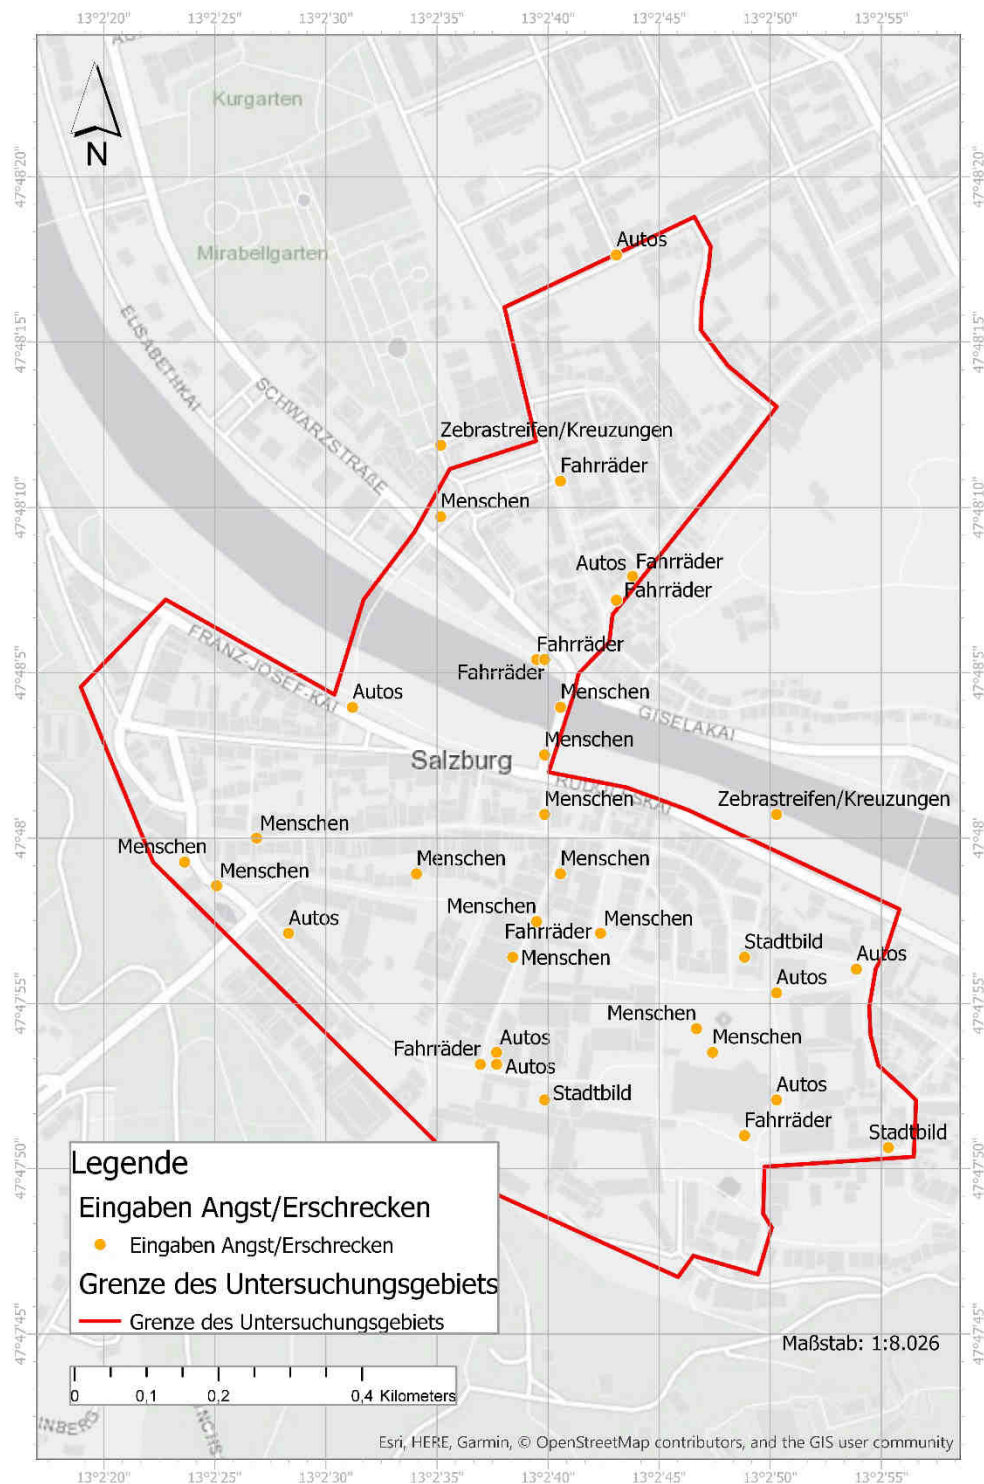 13°2'20" 13°2'25" 13°2'30" 13°2'35" 13°2'40" 13°2'45" 13°2'50" 13°2'55"
Kurgarten
N
47°48'20" 47°48'20"
Autos
Mirabellgarten
47°48'15" 47°48'15"
ELISABETHKAI
SCHWARZSTRAßE
Zebrastreifen/Kreuzungen
Fahrräder
Menschen
47°48'10" 47°48'10"
Autos Fahrräder
Fahrräder
FRANZ-JOSEF-KAI
Fahrräder
Fahrräder
47°48'5" 47°48'5"
Autos
Menschen
GISELAKAI
Menschen
Salzburg
RUDOLFSKAI
Menschen
Zebrastreifen/Kreuzungen
Menschen
47°48' 47°48'
Menschen
Menschen
Menschen
Menschen
Autos
Menschen
Menschen
Fahrräder
Menschen
Stadtbild
Autos
Autos
47°47'55" 47°47'55"
Menschen
Menschen
Autos
Fahrräder
Autos
Stadtbild
Autos
Fahrräder
Stadtbild
47°47'50" 47°47'50"
Legende
Eingaben Angst/Erschrecken
Eingaben Angst/Erschrecken
Grenze des Untersuchungsgebiets
Grenze des Untersuchungsgebiets
47°47'45" 47°47'45"
Maßstab: 1:8.026
0 0,1 0,2 0,4 Kilometers
INBERG
Esri, HERE, Garmin, © OpenStreetMap contributors, and the GIS user community
13°2'20" 13°2'25" 13°2'30" 13°2'35" 13°2'40" 13°2'45" 13°2'50" 13°2'55"